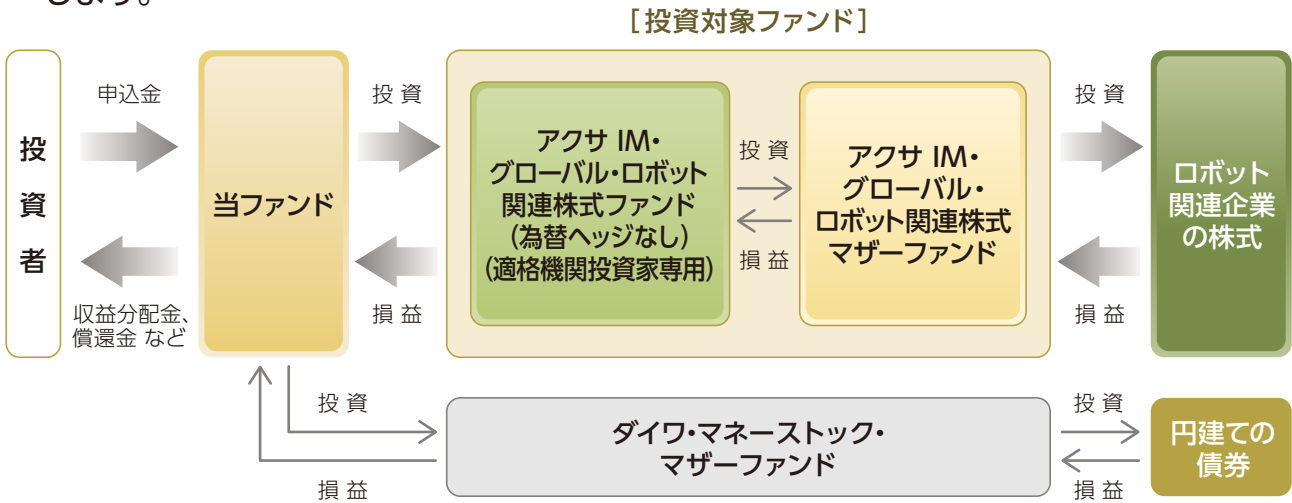 します。
[投資対象ファンド]
投資者
申込金
収益分配金、
償還金 など
当ファンド
投 資
損 益
アクサ IM・
グローバル・ロボット
関連株式ファンド
(為替ヘッジなし)
(適格機関投資家専用)
投 資
損 益
アクサ IM・
グローバル・
ロボット関連株式
マザーファンド
投 資
損 益
ロボット
関連企業
の株式
投 資
損 益
ダイワ・マネーストック・
マザーファンド
投 資
損 益
円建ての
債券